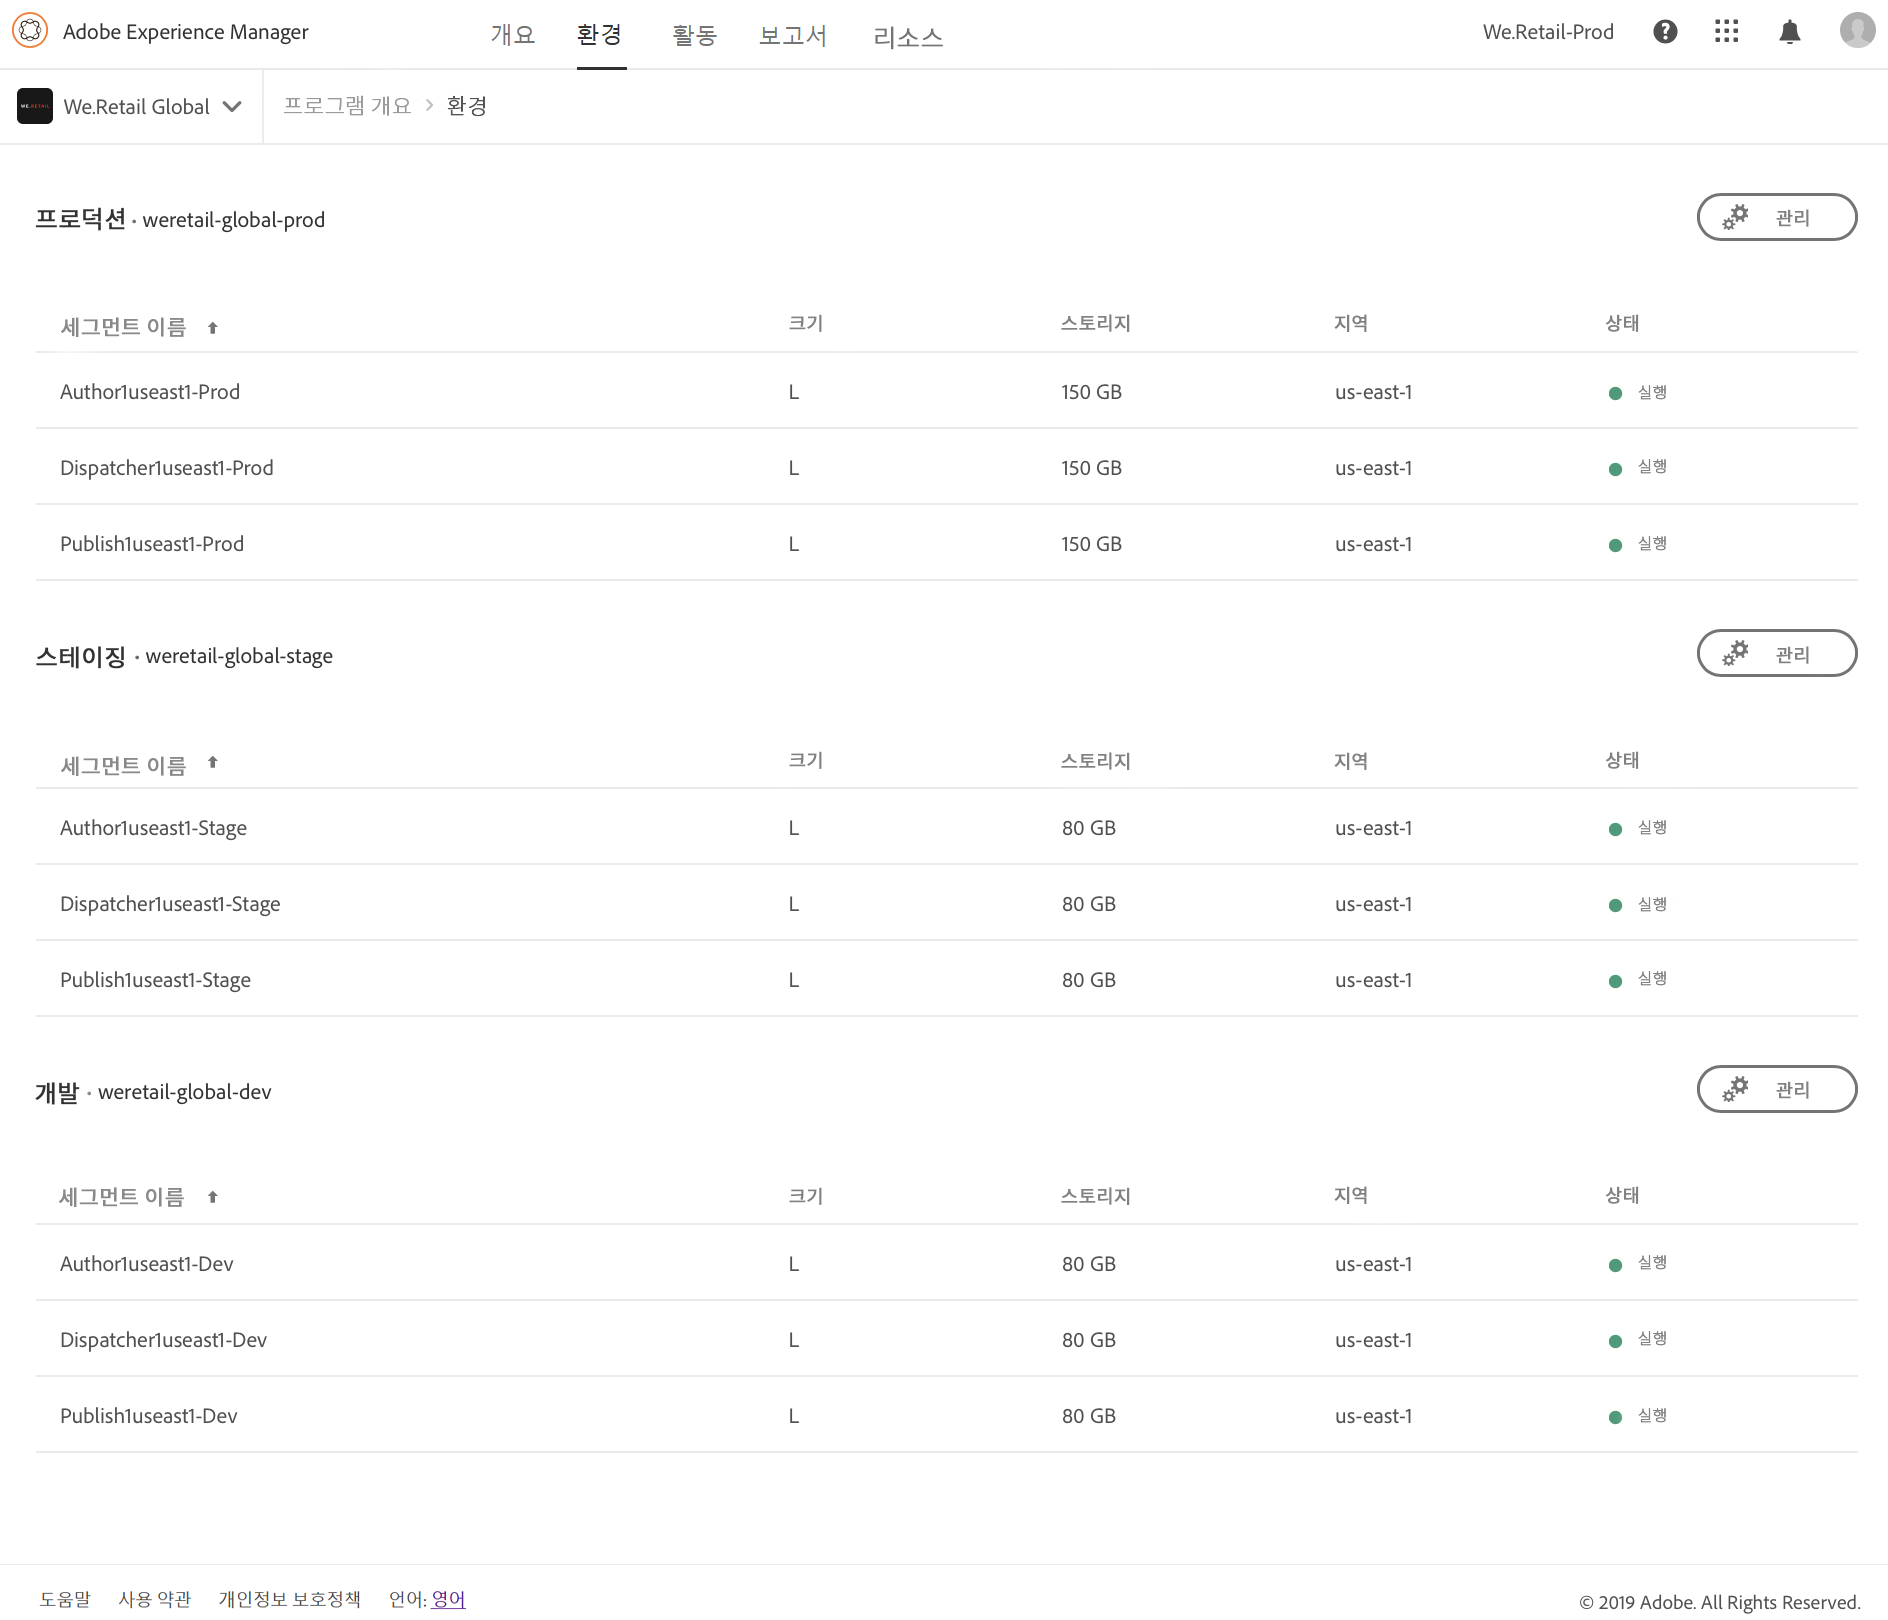 Adobe Experience Manager 개요 환경 활동 보고서 리소스 We.Retail-Prod
WE.RETAIL We.Retail Global 프로그램 개요 > 환경
프로덕션 · weretail-global-prod 관리
세그먼트 이름 크기 스토리지 지역 상태
Author1useast1-Prod L 150 GB us-east-1 실행
Dispatcher1useast1-Prod L 150 GB us-east-1 실행
Publish1useast1-Prod L 150 GB us-east-1 실행
스테이징 · weretail-global-stage 관리
세그먼트 이름 크기 스토리지 지역 상태
Author1useast1-Stage L 80 GB us-east-1 실행
Dispatcher1useast1-Stage L 80 GB us-east-1 실행
Publish1useast1-Stage L 80 GB us-east-1 실행
개발 · weretail-global-dev 관리
세그먼트 이름 크기 스토리지 지역 상태
Author1useast1-Dev L 80 GB us-east-1 실행
Dispatcher1useast1-Dev L 80 GB us-east-1 실행
Publish1useast1-Dev L 80 GB us-east-1 실행
도움말 사용 약관 개인정보 보호정책 언어: 영어 © 2019 Adobe. All Rights Reserved.